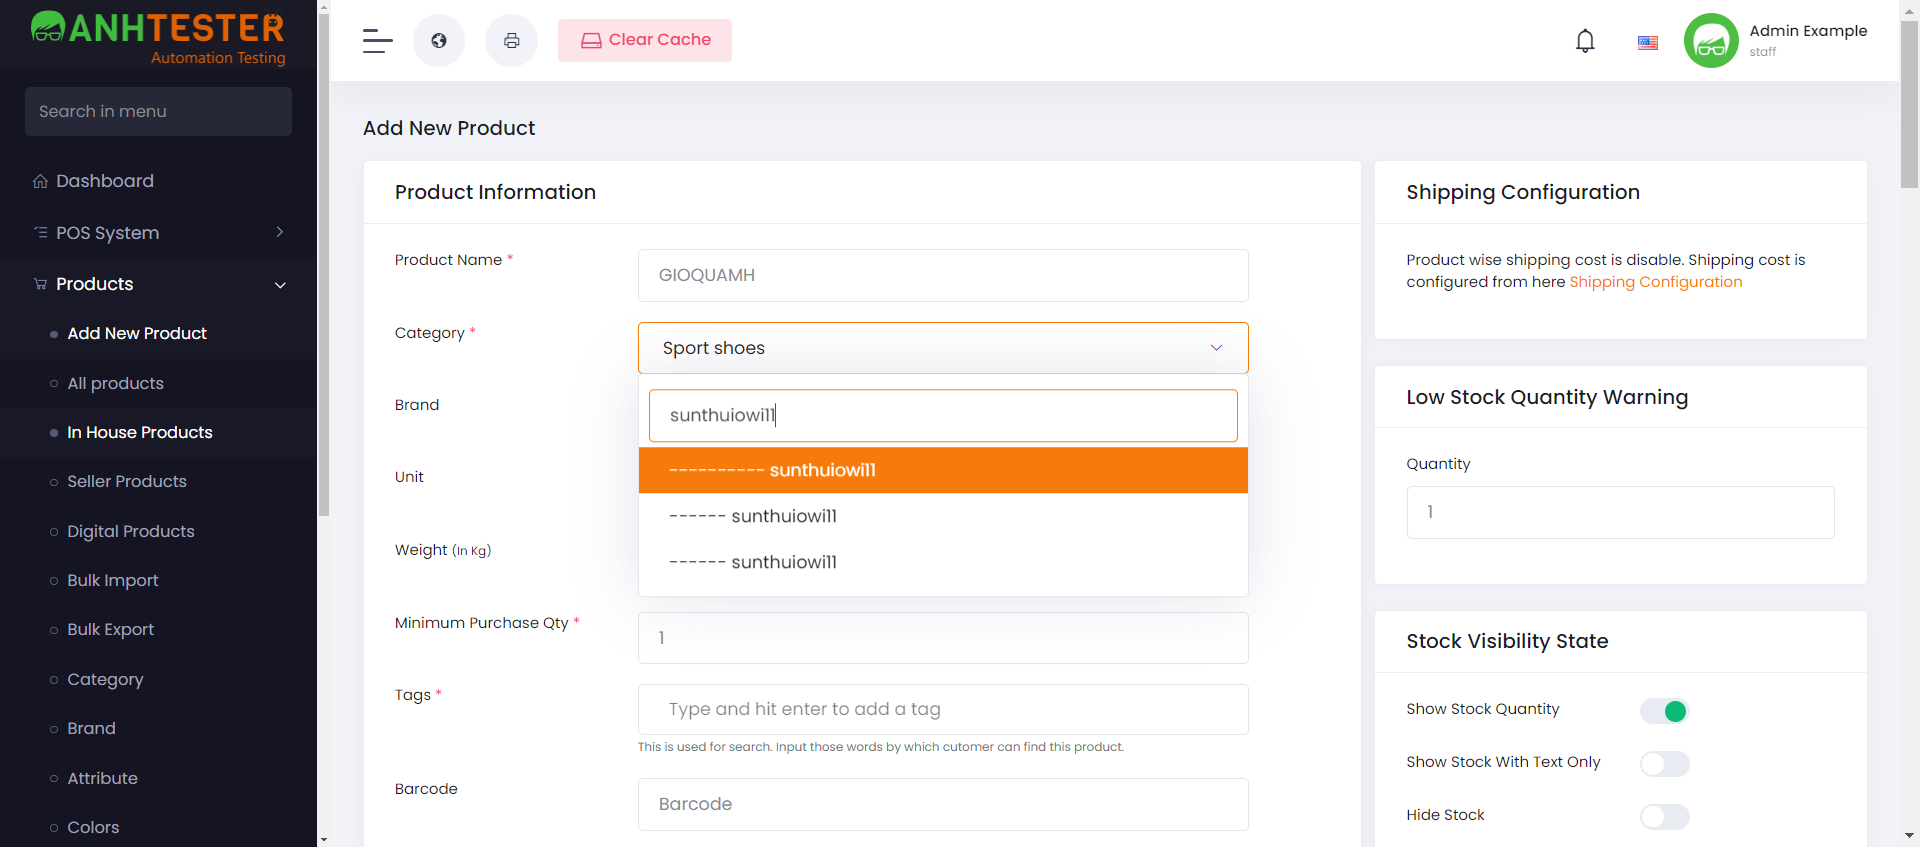 ANHTESTER
Automation Testing
Search in menu
Dashboard
POS System
Products
Add New Product
All products
In House Products
Seller Products
Digital Products
Bulk Import
Bulk Export
Category
Brand
Attribute
Colors
Clear Cache
Admin Example
staff
Add New Product
Product Information
Product Name *
GIOQUAMH
Category *
Sport shoes
sunthuiowi11
---------- sunthuiowi11
------ sunthuiowi11
------ sunthuiowi11
Brand
Unit
Weight (In Kg)
Minimum Purchase Qty *
1
Tags *
Type and hit enter to add a tag
This is used for search. Input those words by which cutomer can find this product.
Barcode
Barcode
Shipping Configuration
Product wise shipping cost is disable. Shipping cost is
configured from here Shipping Configuration
Low Stock Quantity Warning
Quantity
1
Stock Visibility State
Show Stock Quantity
Show Stock With Text Only
Hide Stock